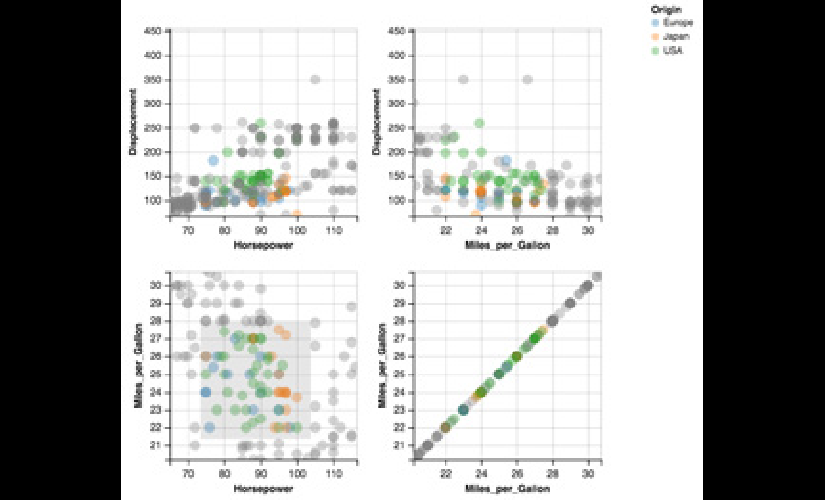 Origin
Europe
Japan
USA
450
400
350
300
250
200
150
100
Displacement
70 80 90 100 110
Horsepower
450
400
350
300
250
200
150
100
Displacement
22 24 26 28 30
Miles_per_Gallon
30
29
28
27
26
25
24
23
22
21
Miles_per_Gallon
70 80 90 100 110
Horsepower
30
29
28
27
26
25
24
23
22
21
Miles_per_Gallon
22 24 26 28 30
Miles_per_Gallon